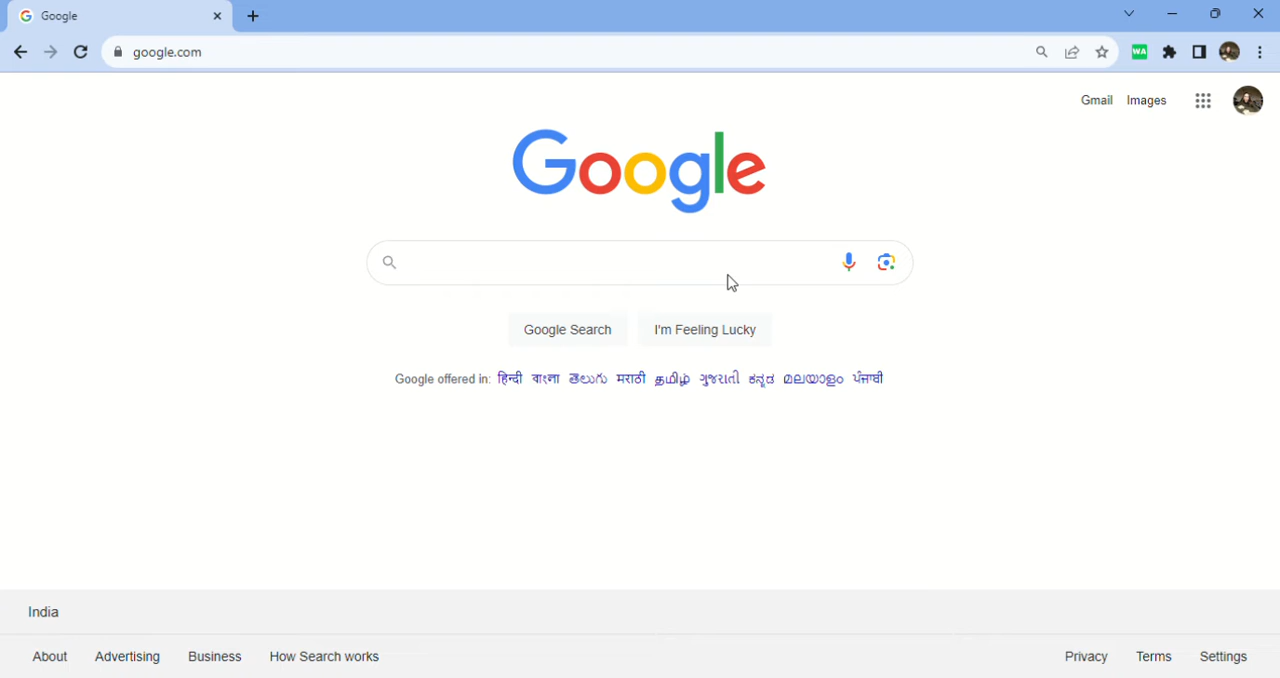 Google
google.com
WA
Gmail Images
Google
Google Search I'm Feeling Lucky
Google offered in: हिन्दी বাংলা తెలుగు मराठी தமிழ் ગુજરાતી ಕನ್ನಡ മലയാളം ਪੰਜਾਬੀ
India
About Advertising Business How Search works Privacy Terms Settings